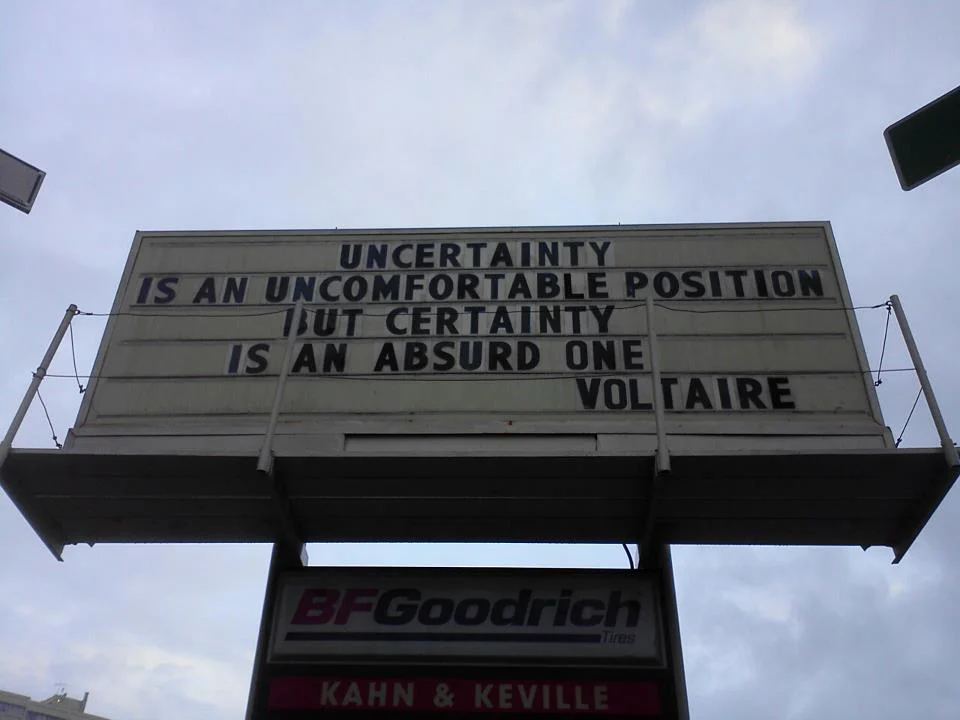 UNCERTAINTY
IS AN UNCOMFORTABLE POSITION
BUT CERTAINTY
IS AN ABSURD ONE
VOLTAIRE
BFGoodrich
Tires
KAHN & KEVILLE